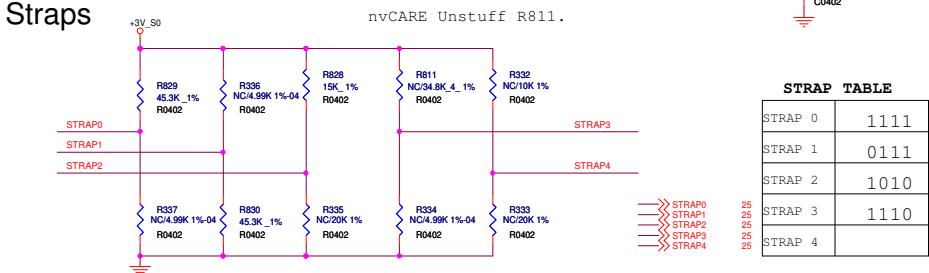 Straps
nvCARE Unstuff R811.
C0402
+3V_S0
R829
45.3K _1%
R0402
R336
NC/4.99K 1%-04
R0402
R828
15K_ 1%
R0402
R811
NC/34.8K_4_ 1%
R0402
R332
NC/10K 1%
R0402
STRAP0
STRAP1
STRAP2
STRAP3
STRAP4
R337
NC/4.99K 1%-04
R0402
R830
45.3K _1%
R0402
R335
NC/20K 1%
R0402
R334
NC/4.99K 1%-04
R0402
R333
NC/20K 1%
R0402
STRAP0 25
STRAP1 25
STRAP2 25
STRAP3 25
STRAP4 25
STRAP TABLE
STRAP 0 1111
STRAP 1 0111
STRAP 2 1010
STRAP 3 1110
STRAP 4